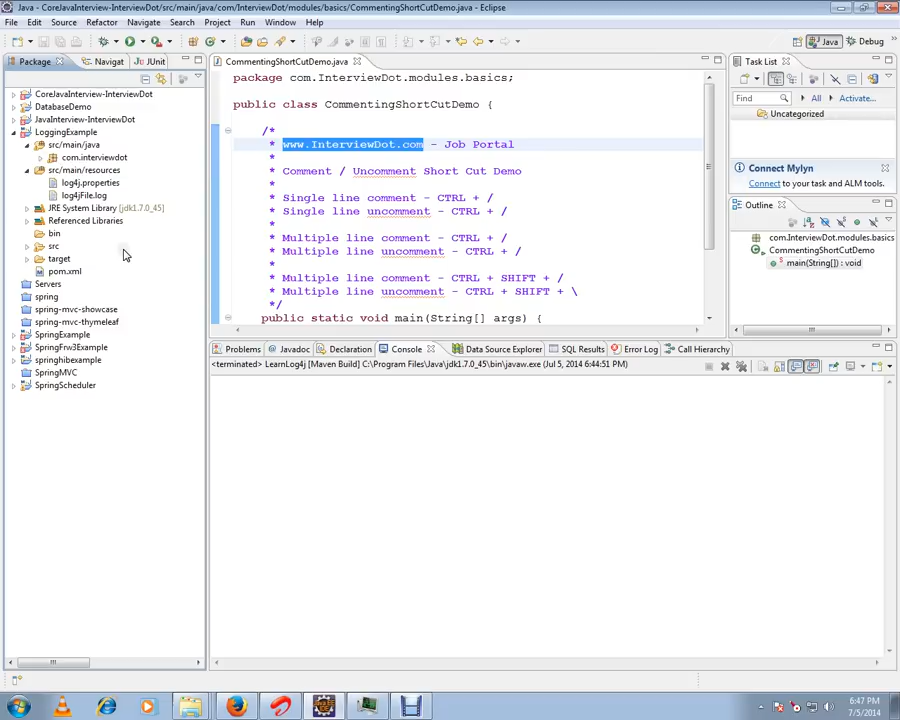 Java - CoreJavaInterview-InterviewDot/src/main/java/com/InterviewDot/modules/basics/CommentingShortCutDemo.java - Eclipse
File Edit Source Refactor Navigate Search Project Run Window Help
Java Debug
Package Navigat JUnit
CoreJavaInterview-InterviewDot
DatabaseDemo
JavaInterview-InterviewDot
LoggingExample
src/main/java
com.interviewdot
src/main/resources
log4j.properties
log4jFile.log
JRE System Library [jdk1.7.0_45]
Referenced Libraries
bin
src
target
pom.xml
Servers
spring
spring-mvc-showcase
spring-mvc-thymeleaf
SpringExample
SpringFrw3Example
springhibexample
SpringMVC
SpringScheduler
CommentingShortCutDemo.java
package com.InterviewDot.modules.basics;
public class CommentingShortCutDemo {
/*
* www.InterviewDot.com - Job Portal
*
* Comment / Uncomment Short Cut Demo
*
* Single line comment - CTRL + /
* Single line uncomment - CTRL + /
*
* Multiple line comment - CTRL + /
* Multiple line uncomment - CTRL + /
*
* Multiple line comment - CTRL + SHIFT + /
* Multiple line uncomment - CTRL + SHIFT + \
*/
public static void main(String[] args) {
Task List
Find All Activate...
Uncategorized
Connect Mylyn
Connect to your task and ALM tools.
Outline
com.InterviewDot.modules.basics
CommentingShortCutDemo
main(String[]) : void
Problems Javadoc Declaration Console Data Source Explorer SQL Results Error Log Call Hierarchy
<terminated> LearnLog4j [Maven Build] C:\Program Files\Java\jdk1.7.0_45\bin\javaw.exe (Jul 5, 2014 6:44:51 PM)
6:47 PM
7/5/2014